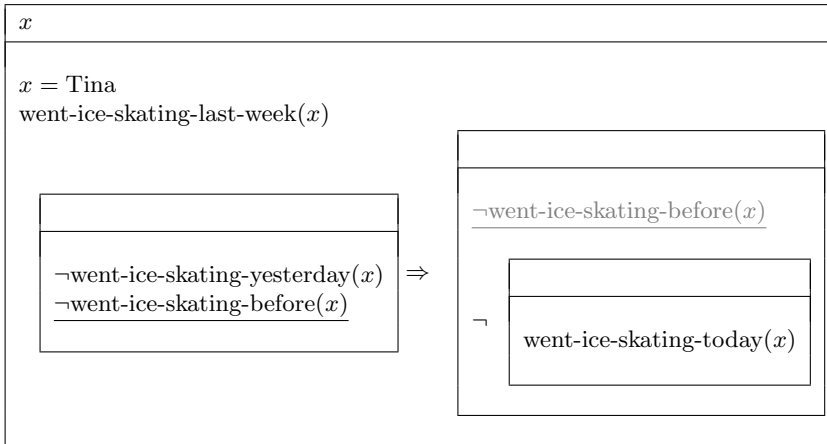 x
x = Tina
went-ice-skating-last-week(x)
¬went-ice-skating-before(x)
¬went-ice-skating-yesterday(x)
¬went-ice-skating-before(x)
⇒
¬
went-ice-skating-today(x)